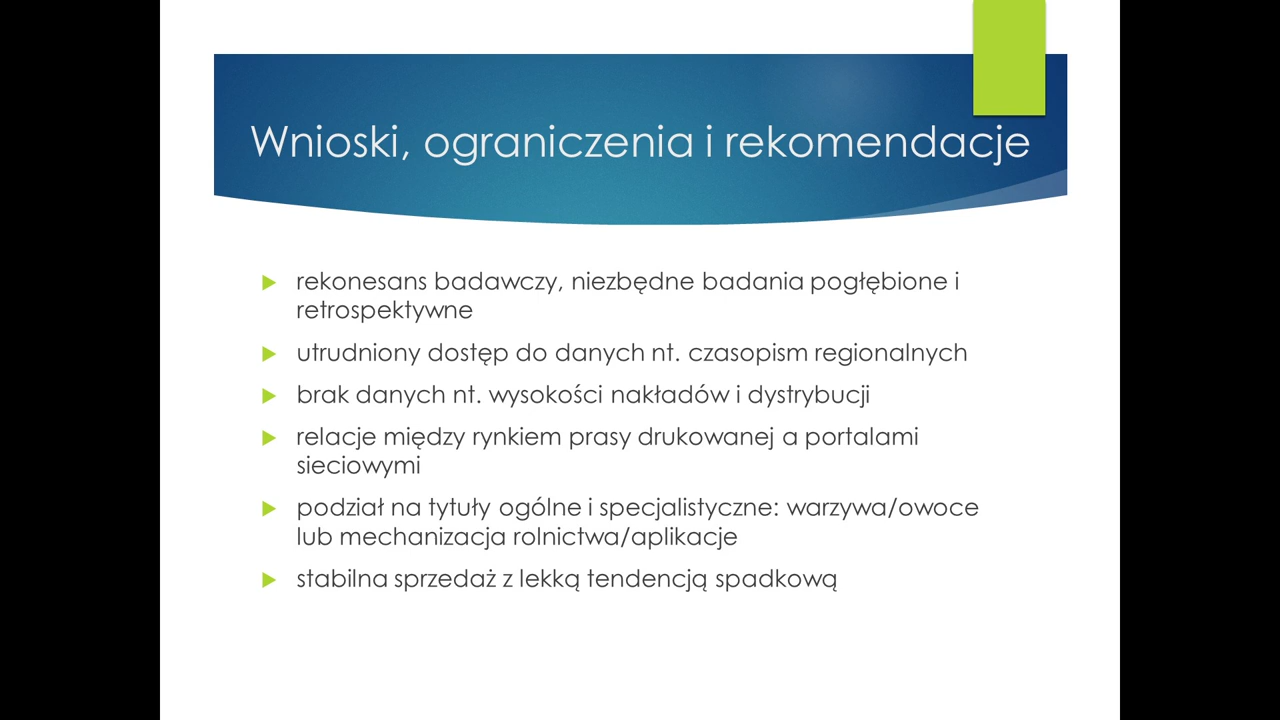 Wnioski, ograniczenia i rekomendacje
rekonesans badawczy, niezbędne badania pogłębione i
retrospektywne
utrudniony dostęp do danych nt. czasopism regionalnych
brak danych nt. wysokości nakładów i dystrybucji
relacje między rynkiem prasy drukowanej a portalami
sieciowymi
podział na tytuły ogólne i specjalistyczne: warzywa/owoce
lub mechanizacja rolnictwa/aplikacje
stabilna sprzedaż z lekką tendencją spadkową